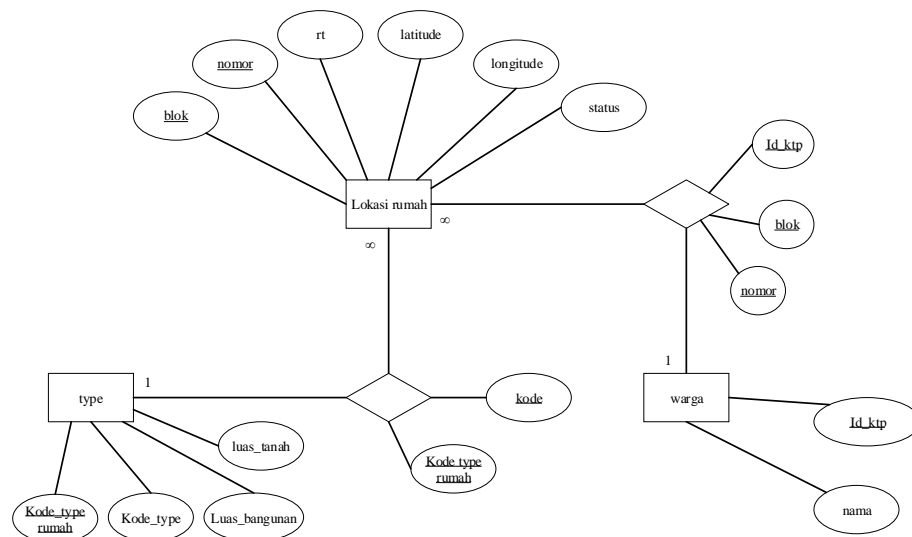 rt
latitude
nomor
longitude
status
blok
Id_ktp
Lokasi rumah
∞
∞
blok
nomor
1
1
type
kode
warga
Id_ktp
luas_tanah
Kode type
rumah
Kode_type
rumah
Kode_type
Luas_bangunan
nama